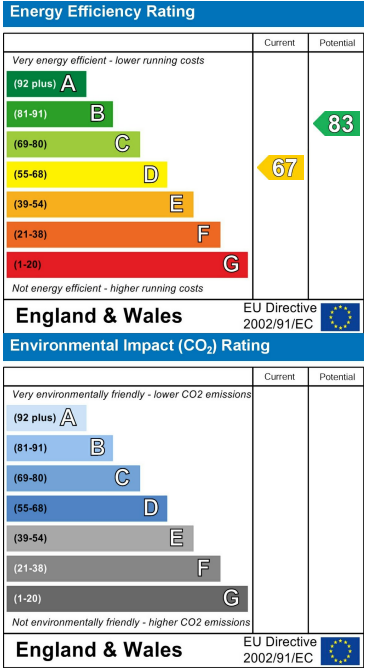 Energy Efficiency Rating
Current Potential
Very energy efficient - lower running costs
(92 plus) A
(81-91) B
83
(69-80) C
(55-68) D
67
(39-54) E
(21-38) F
(1-20) G
Not energy efficient - higher running costs
England & Wales
EU Directive
2002/91/EC
Environmental Impact (CO₂) Rating
Current Potential
Very environmentally friendly - lower CO2 emissions
(92 plus) A
(81-91) B
(69-80) C
(55-68) D
(39-54) E
(21-38) F
(1-20) G
Not environmentally friendly - higher CO2 emissions
England & Wales
EU Directive
2002/91/EC